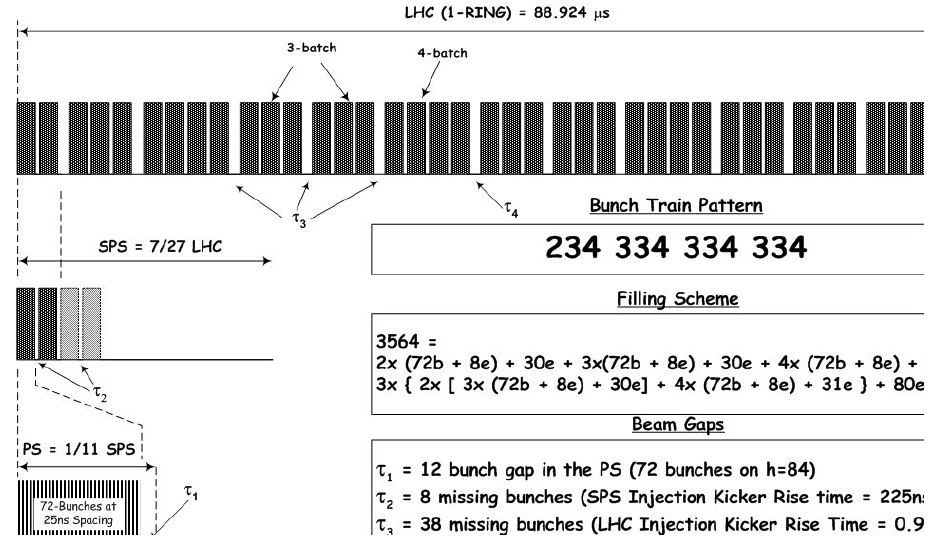 LHC (1-RING) = 88.924 µs
3-batch
4-batch
τ3
τ4
Bunch Train Pattern
SPS = 7/27 LHC
234 334 334 334
Filling Scheme
3564 =
2x (72b + 8e) + 30e + 3x(72b + 8e) + 30e + 4x (72b + 8e) +
3x { 2x [ 3x (72b + 8e) + 30e] + 4x (72b + 8e) + 31e } + 80e
τ2
Beam Gaps
PS = 1/11 SPS
τ1 = 12 bunch gap in the PS (72 bunches on h=84)
τ1
τ2 = 8 missing bunches (SPS Injection Kicker Rise time = 225ns
72-Bunches at
25ns Spacing
τ3 = 38 missing bunches (LHC Injection Kicker Rise Time = 0.9